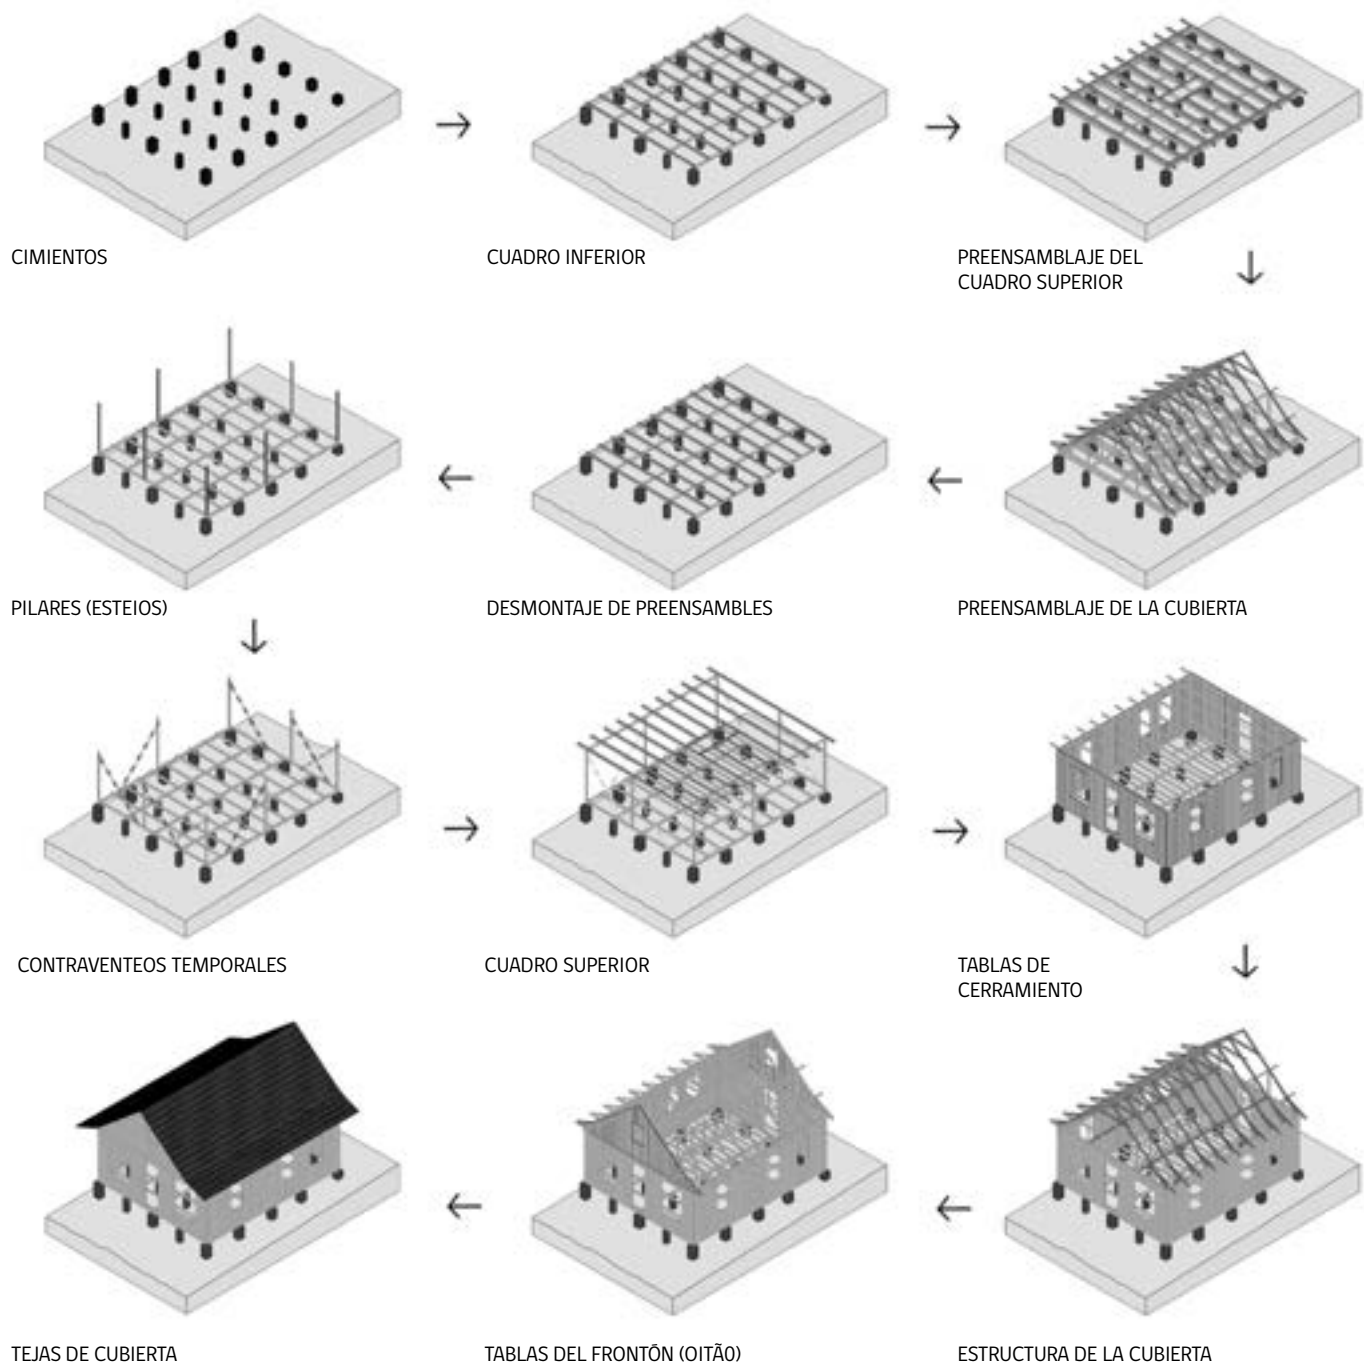 CIMIENTOS
CUADRO INFERIOR
PREENSAMBLAJE DEL
CUADRO SUPERIOR
PILARES (ESTEIOS)
DESMONTAJE DE PREENSAMBLES
PREENSAMBLAJE DE LA CUBIERTA
CONTRAVENTEOS TEMPORALES
CUADRO SUPERIOR
TABLAS DE
CERRAMIENTO
TEJAS DE CUBIERTA
TABLAS DEL FRONTÓN (OITÃO)
ESTRUCTURA DE LA CUBIERTA